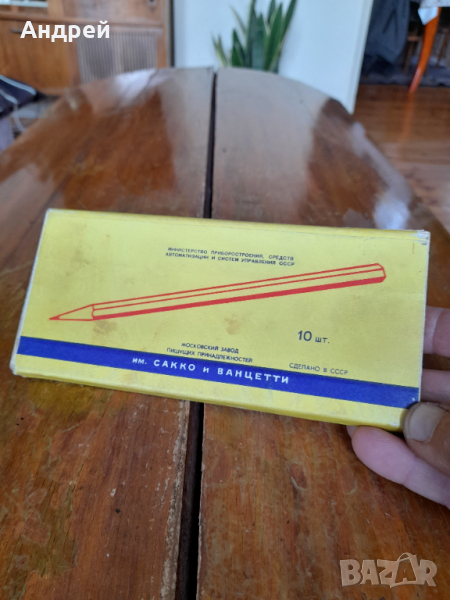 Андрей
МИНИСТЕРСТВО ПРИБОРОСТРОЕНИЯ, СРЕДСТВ
АВТОМАТИЗАЦИИ И СИСТЕМ УПРАВЛЕНИЯ СССР
10 шт.
МОСКОВСКИЙ ЗАВОД
ПИШУЩИХ ПРИНАДЛЕЖНОСТЕЙ
СДЕЛАНО В СССР
им. САККО и ВАНЦЕТТИ
BAZAR